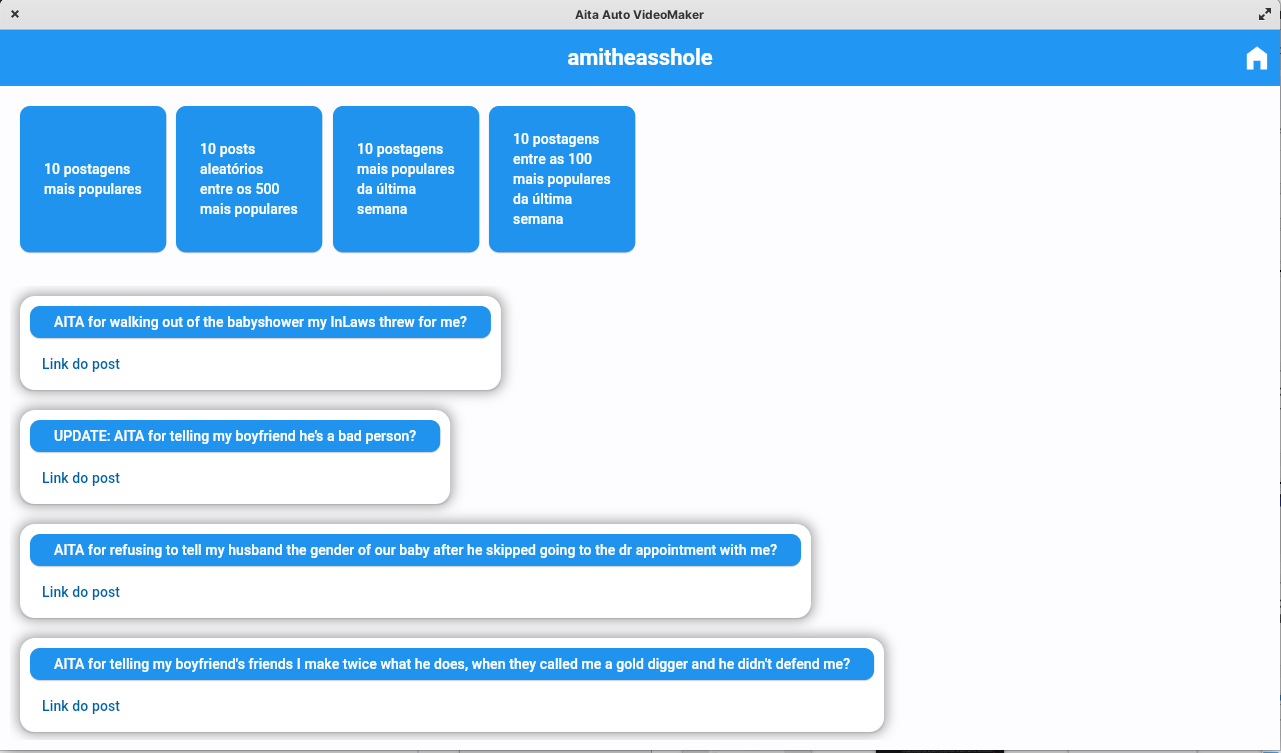 Aita Auto VideoMaker
amitheasshole
10 postagens
mais populares
10 posts
aleatórios
entre os 500
mais populares
10 postagens
mais populares
da última
semana
10 postagens
entre as 100
mais populares
da última
semana
AITA for walking out of the babyshower my InLaws threw for me?
Link do post
UPDATE: AITA for telling my boyfriend he's a bad person?
Link do post
AITA for refusing to tell my husband the gender of our baby after he skipped going to the dr appointment with me?
Link do post
AITA for telling my boyfriend's friends I make twice what he does, when they called me a gold digger and he didn't defend me?
Link do post